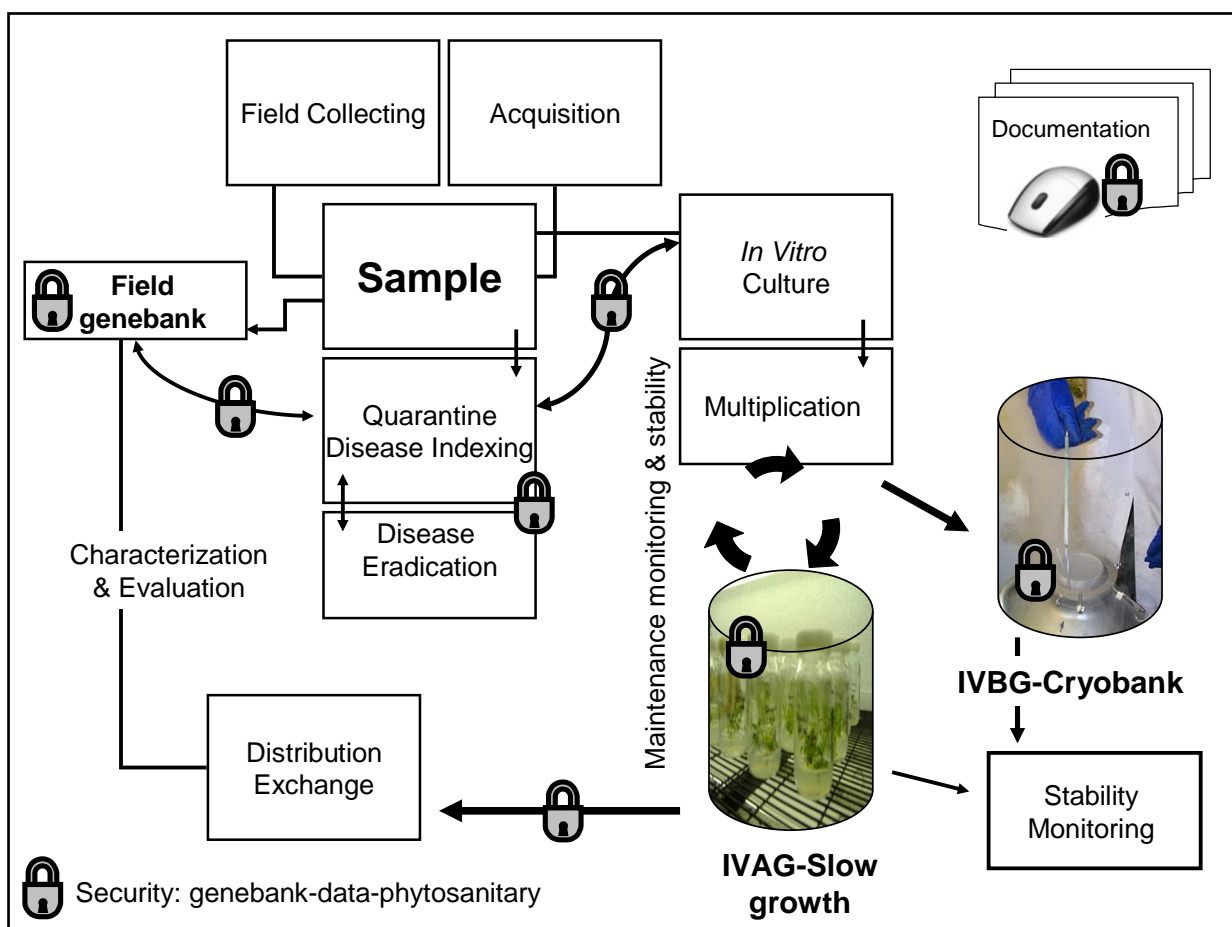 Field Collecting
Acquisition
Documentation
Sample
In Vitro
Culture
Field
genebank
Quarantine
Disease Indexing
Multiplication
Maintenance monitoring & stability
Disease
Eradication
Characterization
& Evaluation
IVBG-Cryobank
Distribution
Exchange
Stability
Monitoring
IVAG-Slow
growth
Security: genebank-data-phytosanitary